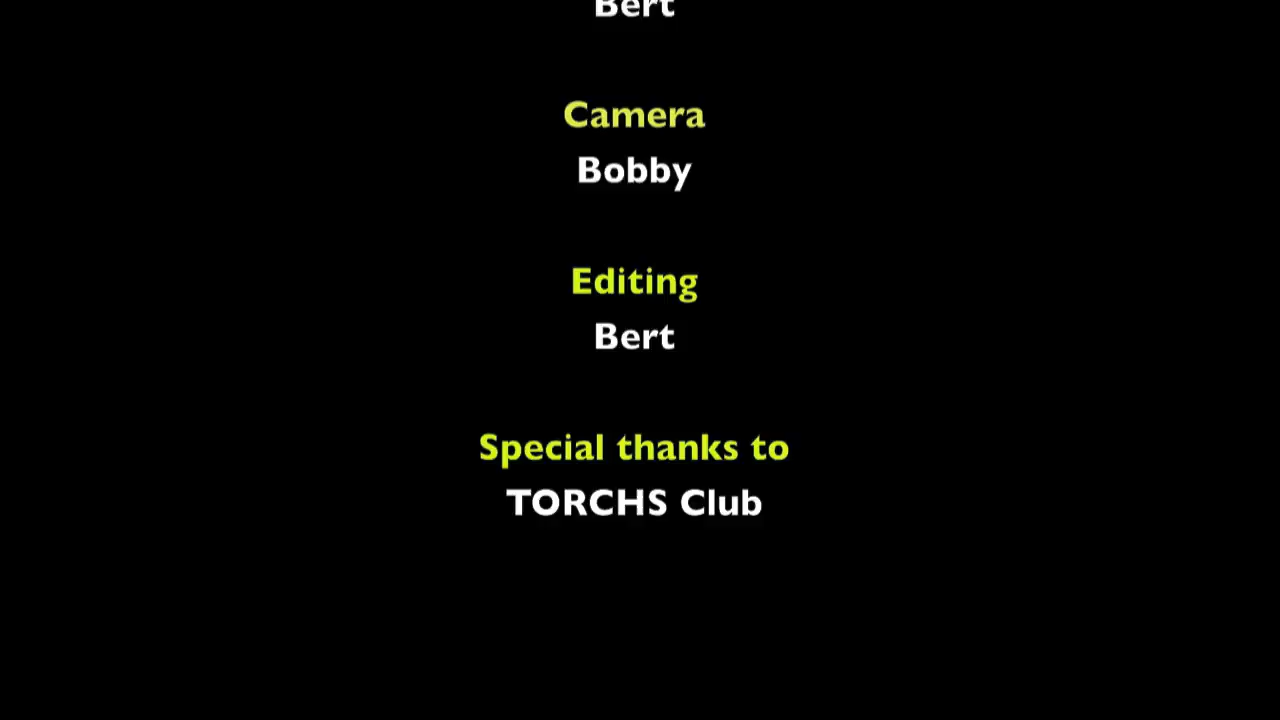 Bert
Camera
Bobby
Editing
Bert
Special thanks to
TORCHS Club